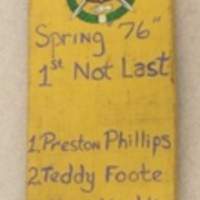 Spring "76"
1st Not Last
1. Preston Phillips
2. Teddy Foote